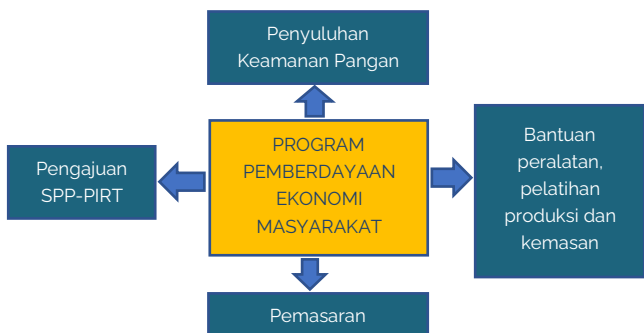 Penyuluhan
Keamanan Pangan
PROGRAM
PEMBERDAYAAN
EKONOMI
MASYARAKAT
Bantuan
peralatan,
pelatihan
produksi dan
kemasan
Pengajuan
SPP-PIRT
Pemasaran